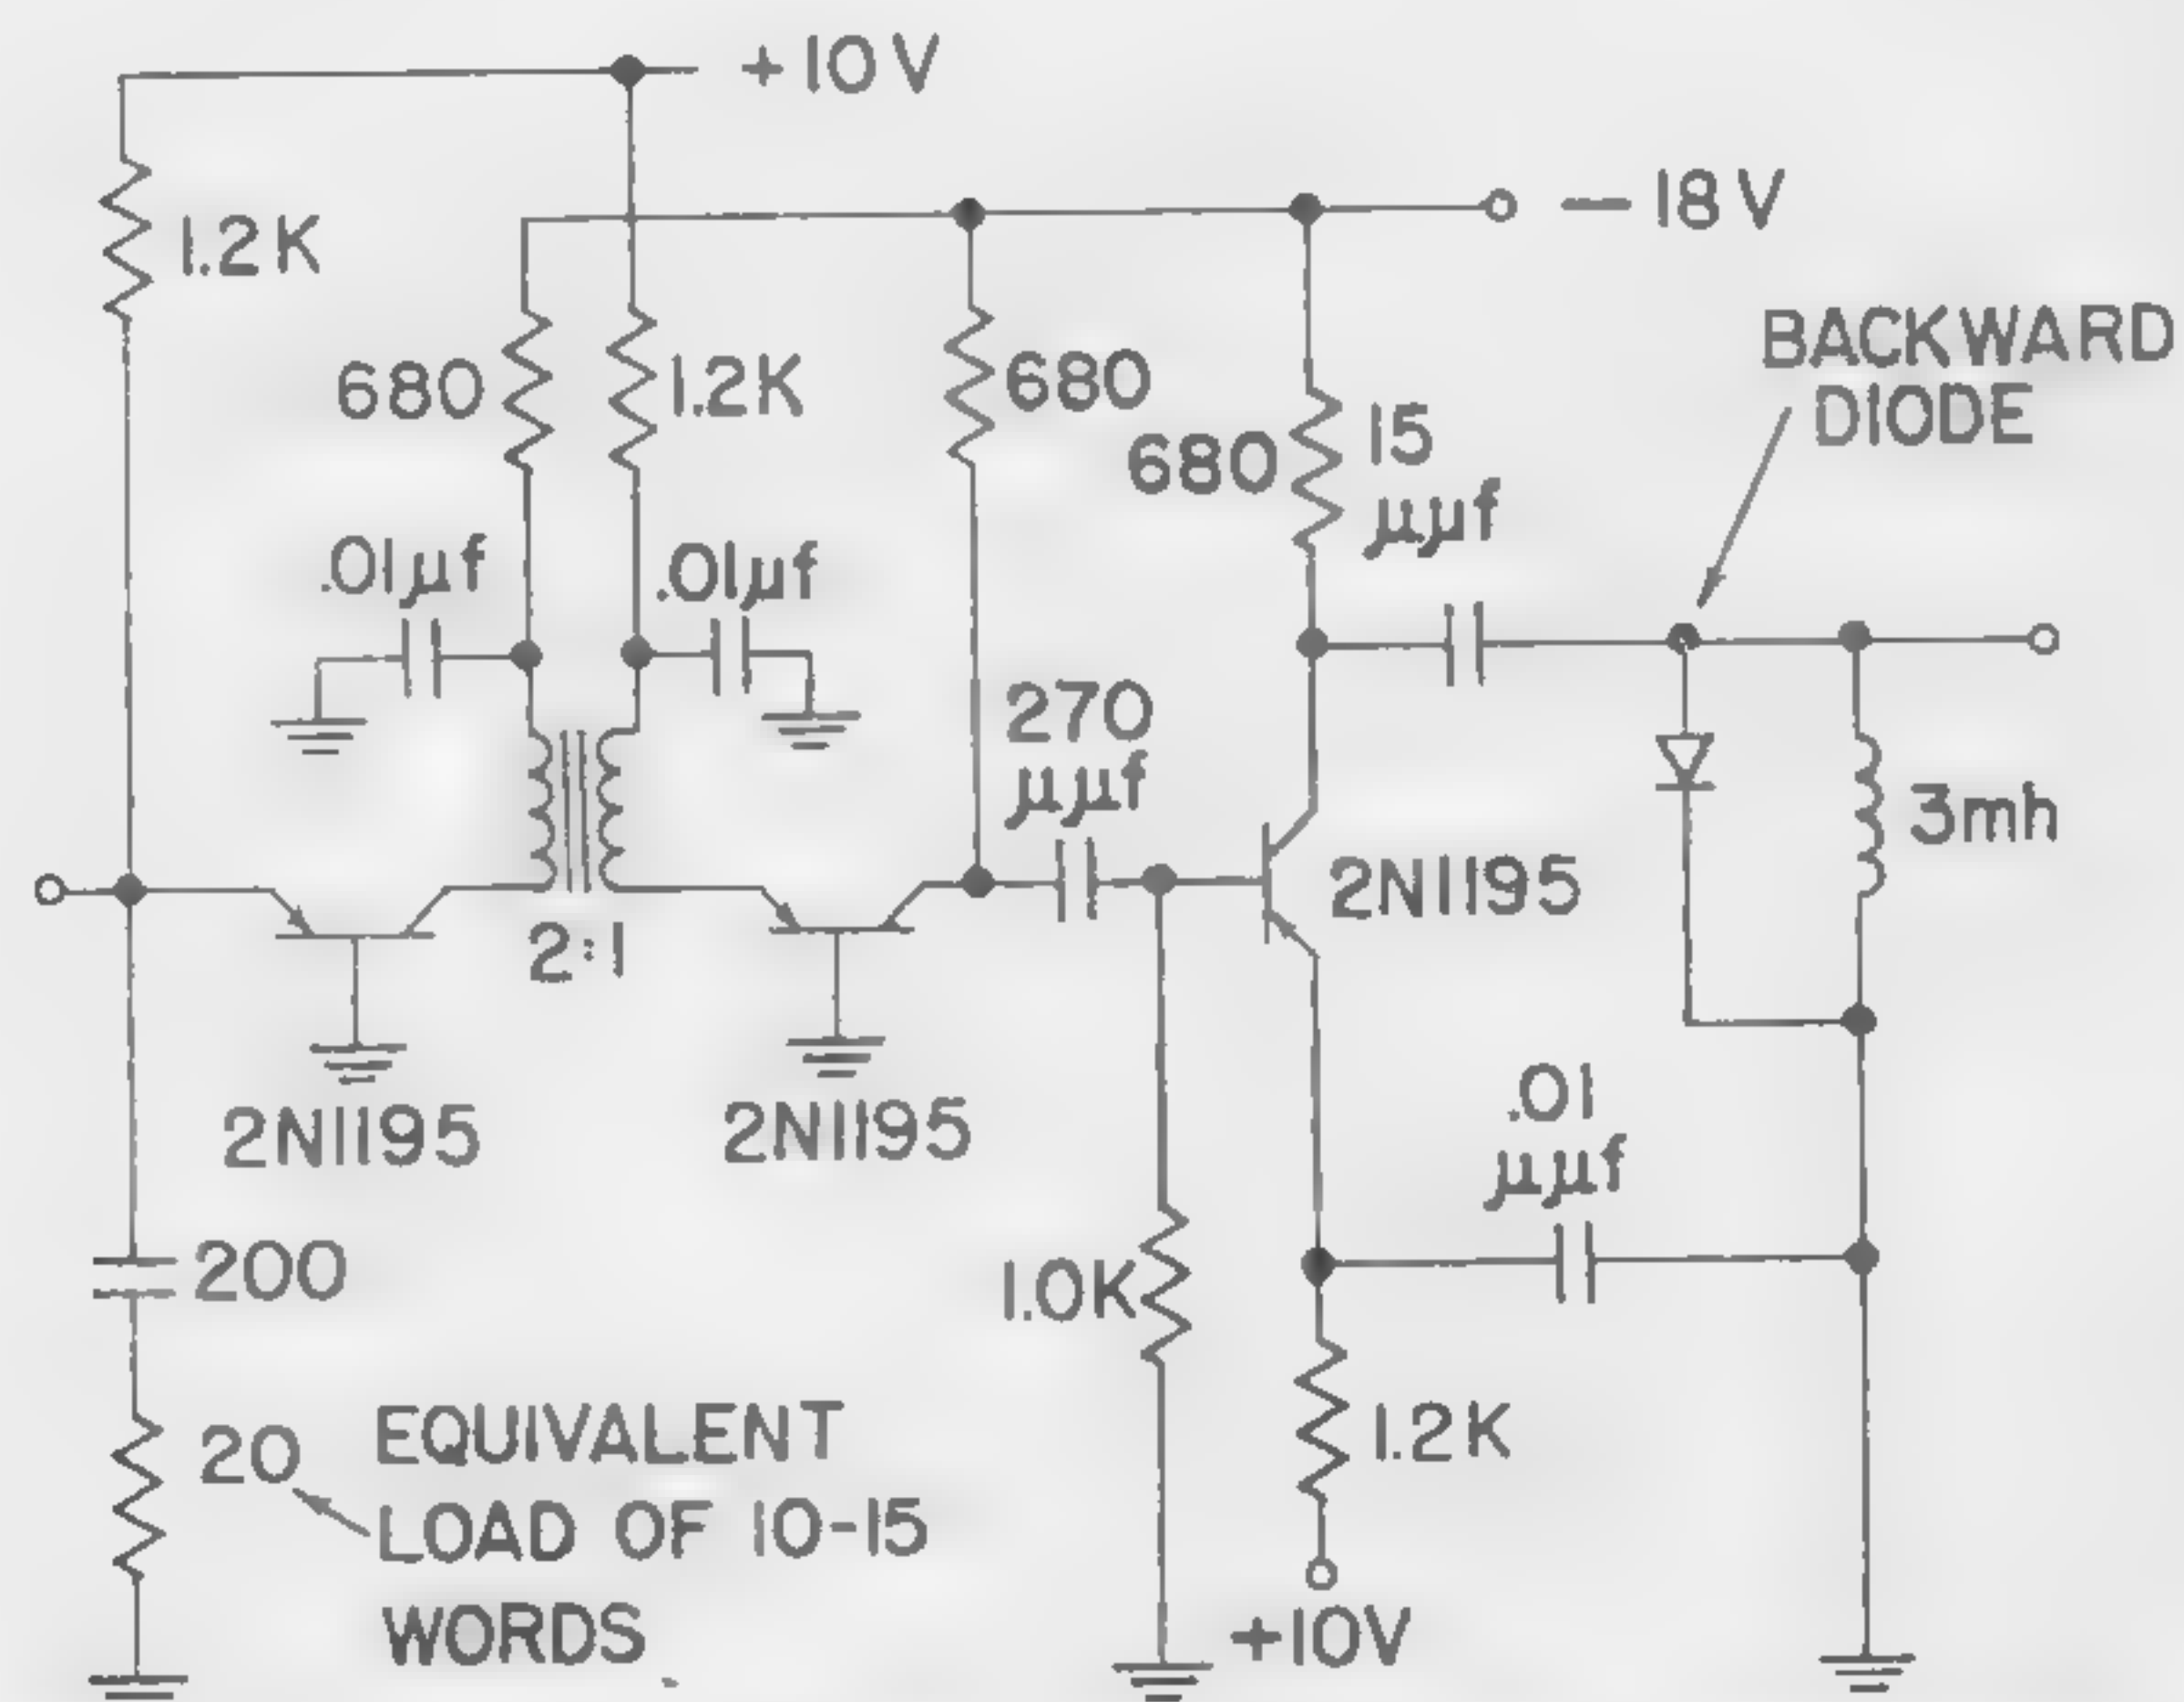 +10V
-18V
1.2K
BACKWARD
DIODE
680
1.2K
680
680
15
μμf
.01μf
.01μf
270
μμf
3mh
2N1195
2:1
2N1195
2N1195
.01
μμf
200
1.0K
20
EQUIVALENT
LOAD OF 10-15
WORDS
1.2K
+10V